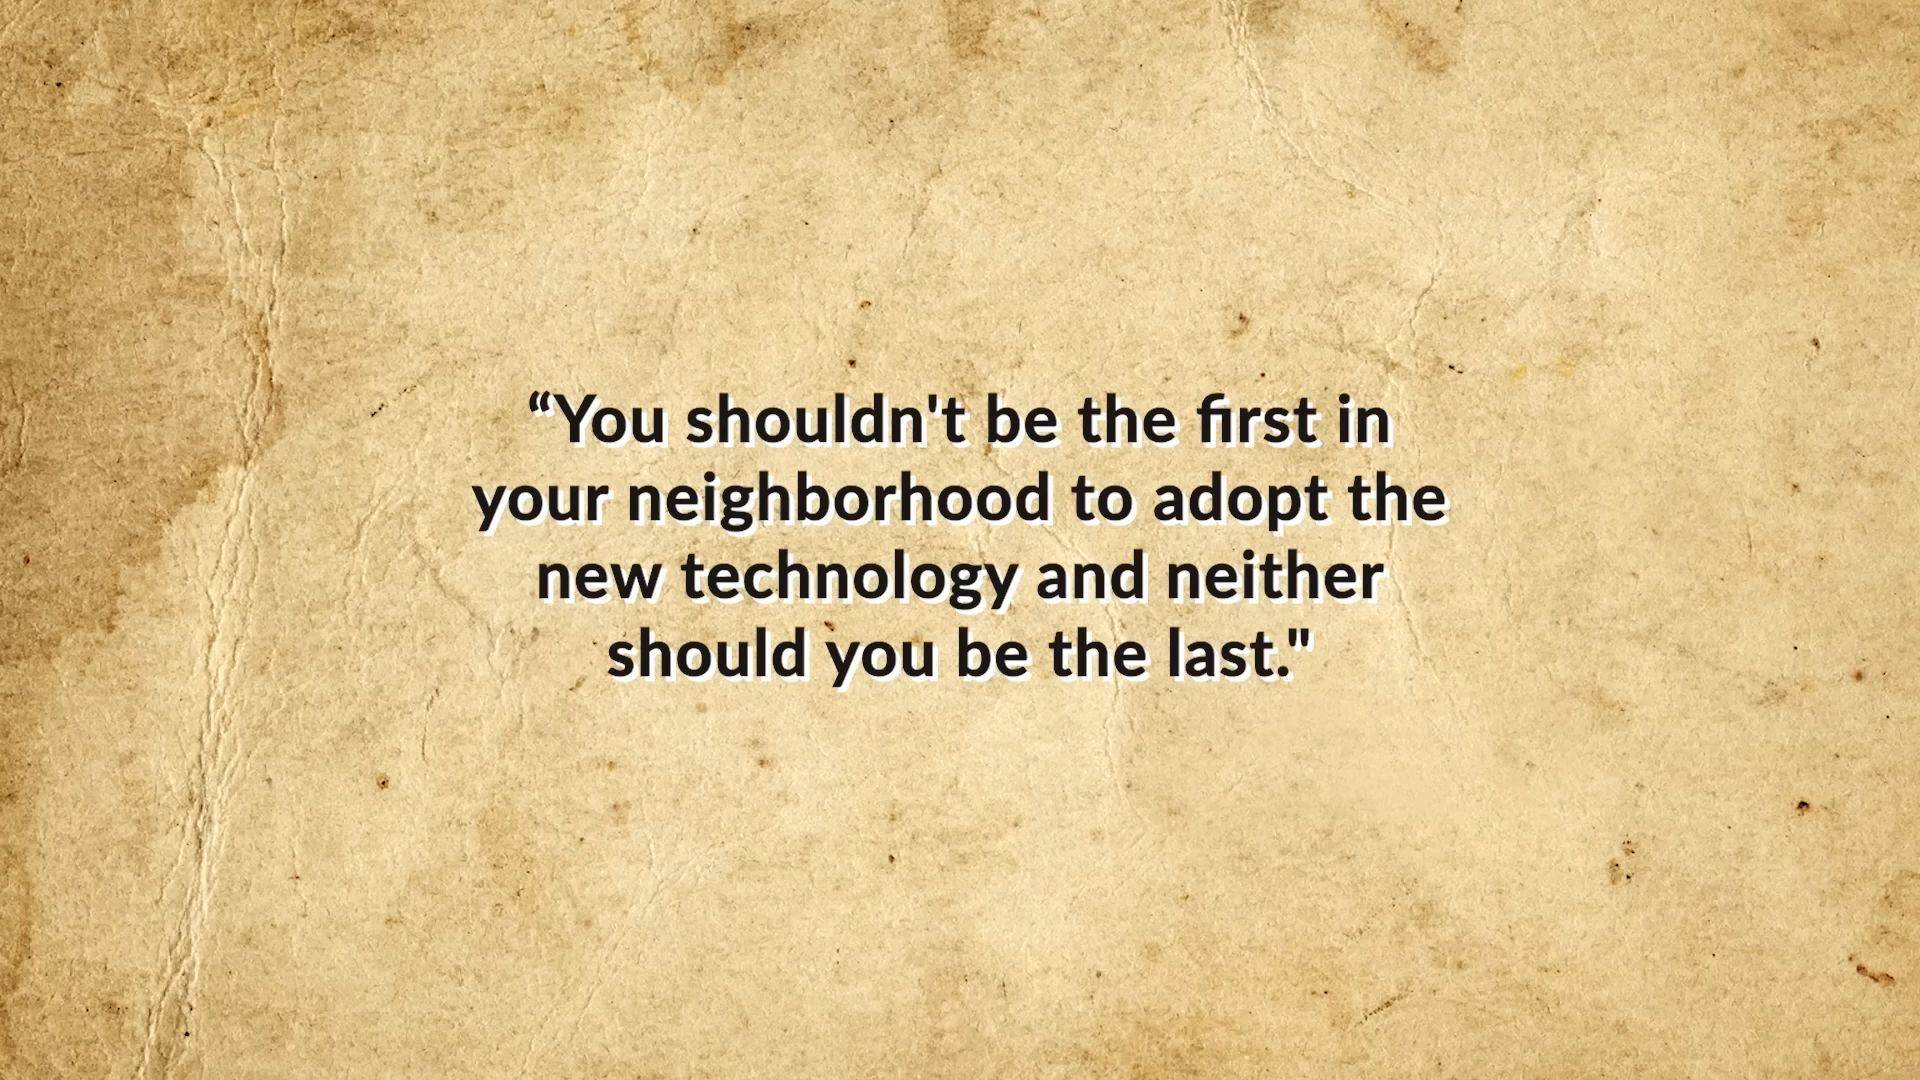 “You shouldn't be the first in
your neighborhood to adopt the
new technology and neither
should you be the last."